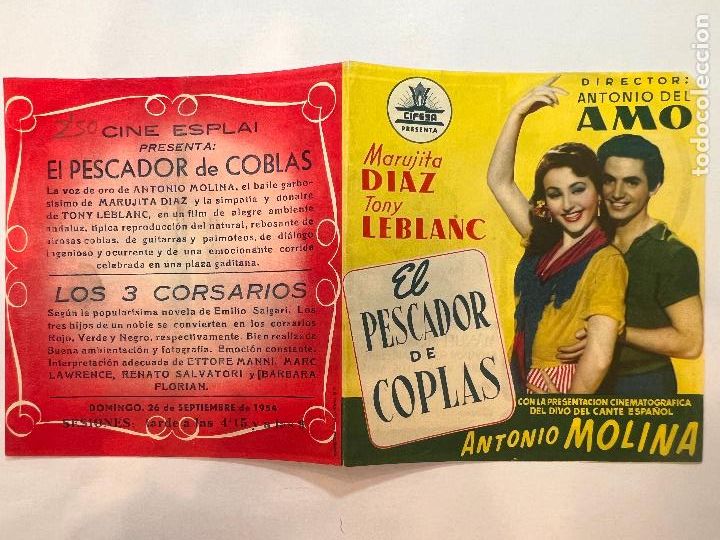 2'50
CINE ESPLAI
PRESENTA:
El PESCADOR de COBLAS
La voz de oro de ANTONIO MOLINA, el baile garbo-
sisimo de MARUJITA DIAZ y la simpatía y donaire
de TONY LEBLANC, en un film de alegre ambiente
andaluz, típica reproducción del natural, rebosante de
airosas coblas, de guitarras y palmoteos, de diálogo
ingenioso y ocurrente y de una emocionante corrida
celebrada en una plaza gaditana.
LOS 3 CORSARIOS
Según la popularísima novela de Emilio Salgari. Los
tres hijos de un noble se convierten en los corsarios
Rojo, Verde y Negro, respectivamente. Bien realizada
Buena ambientación y fotografía. Emoción constante.
Interpretación adecuada de ETTORE MANNI, MARC
LAWRENCE, RENATO SALVATORI y BARBARA
FLORIAN.
DOMINGO, 26 de SEPTIEMBRE de 1954
SESIONES: tarde a las 4'15 y
CIFESA
PRESENTA
Marujita
DIAZ
Tony
LEBLANC
El
PESCADOR
DE
COPLAS
DIRECTOR:
ANTONIO DEL
AMO
CON LA PRESENTACION CINEMATOGRAFICA
DEL DIVO DEL CANTE ESPAÑOL
ANTONIO MOLINA
todocoleccion